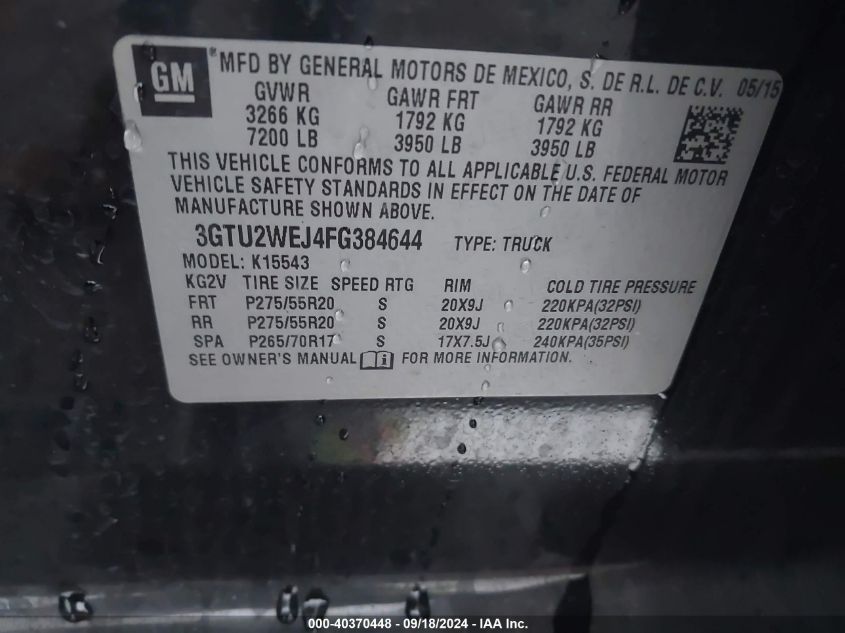 GM
® MFD BY GENERAL MOTORS DE MEXICO, S. DE R.L. DE C.V. 05/15
GVWR GAWR FRT GAWR RR
3266 KG 1792 KG 1792 KG
7200 LB 3950 LB 3950 LB
THIS VEHICLE CONFORMS TO ALL APPLICABLE U.S. FEDERAL MOTOR
VEHICLE SAFETY STANDARDS IN EFFECT ON THE DATE OF
MANUFACTURE SHOWN ABOVE.
3GTU2WEJ4FG384644 TYPE: TRUCK
MODEL: K15543
KG2V TIRE SIZE SPEED RTG RIM COLD TIRE PRESSURE
FRT P275/55R20 S 20X9J 220KPA(32PSI)
RR P275/55R20 S 20X9J 220KPA(32PSI)
SPA P265/70R17 S 17X7.5J 240KPA(35PSI)
SEE OWNER'S MANUAL i FOR MORE INFORMATION.
000-40370448 - 09/18/2024 - IAA Inc.